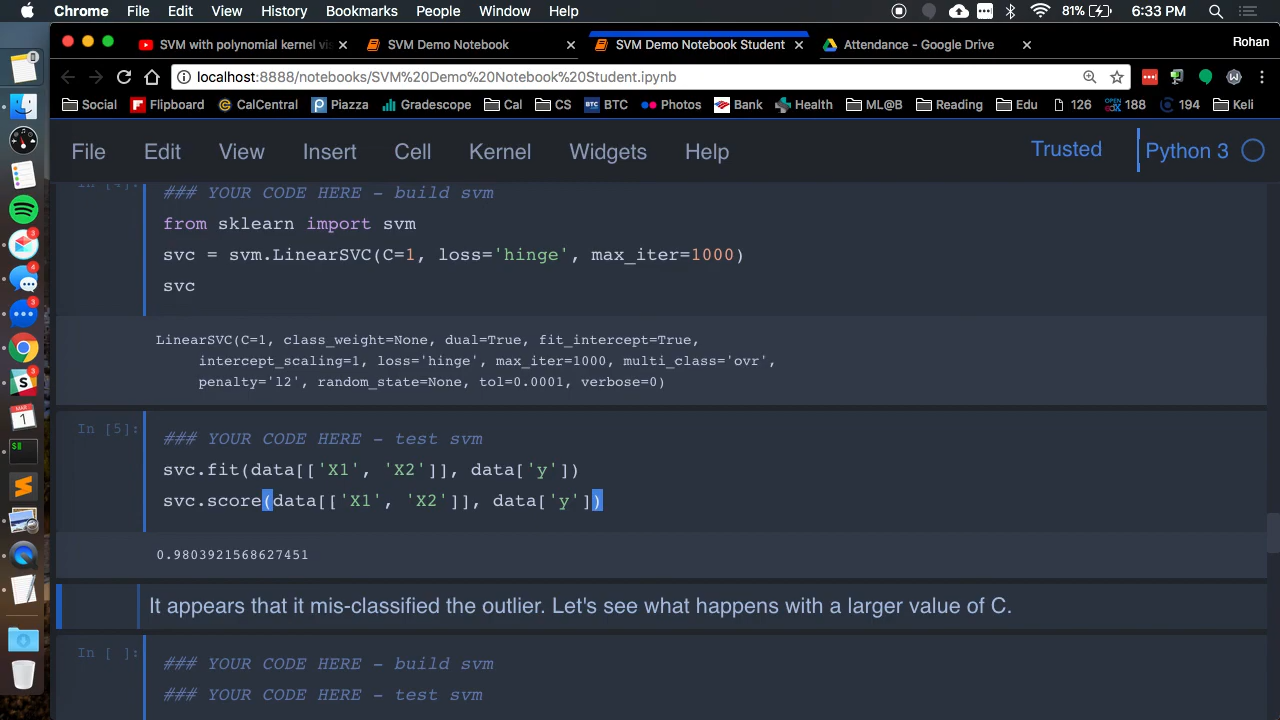 Chrome File Edit View History Bookmarks People Window Help 81% 6:33 PM
SVM with polynomial kernel vi SVM Demo Notebook SVM Demo Notebook Student Attendance - Google Drive Rohan
localhost:8888/notebooks/SVM%20Demo%20Notebook%20Student.ipynb
Social Flipboard CalCentral Piazza Gradescope Cal CS BTC Photos Bank Health ML@B Reading Edu 126 188 194 Keli
File Edit View Insert Cell Kernel Widgets Help Trusted Python 3
In [4]: ### YOUR CODE HERE - build svm
from sklearn import svm
svc = svm.LinearSVC(C=1, loss='hinge', max_iter=1000)
svc
LinearSVC(C=1, class_weight=None, dual=True, fit_intercept=True,
intercept_scaling=1, loss='hinge', max_iter=1000, multi_class='ovr',
penalty='l2', random_state=None, tol=0.0001, verbose=0)
In [5]: ### YOUR CODE HERE - test svm
svc.fit(data[['X1', 'X2']], data['y'])
svc.score(data[['X1', 'X2']], data['y'])
0.9803921568627451
It appears that it mis-classified the outlier. Let's see what happens with a larger value of C.
In [ ]: ### YOUR CODE HERE - build svm
### YOUR CODE HERE - test svm